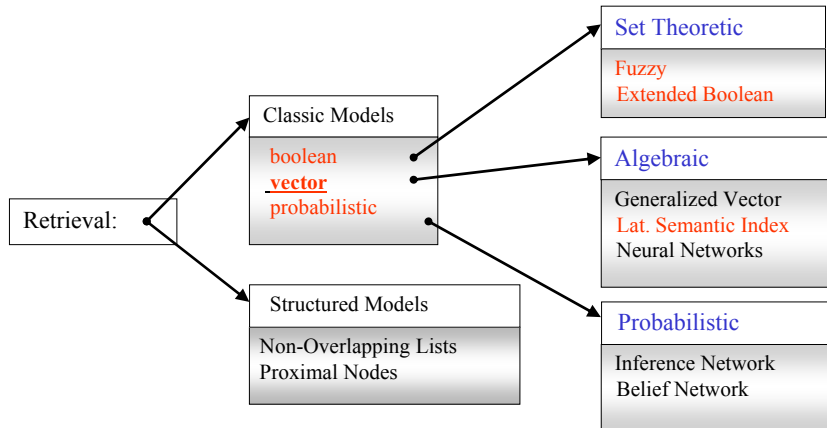 Retrieval:
Classic Models
boolean
vector
probabilistic
Structured Models
Non-Overlapping Lists
Proximal Nodes
Set Theoretic
Fuzzy
Extended Boolean
Algebraic
Generalized Vector
Lat. Semantic Index
Neural Networks
Probabilistic
Inference Network
Belief Network